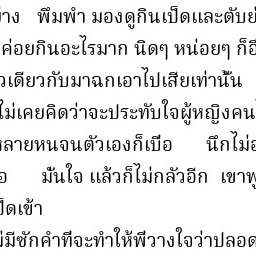 ย่าง พึมพำ มองดูกินเป็ดและตับย่
ค่อยกินอะไรมาก นิดๆ หน่อยๆ ก็อื
วเดียวกับมาฉกเอาไปเสียเท่านั้น
ไม่เคยคิดว่าจะประทับใจผู้หญิงคน
หลายหนจนตัวเองก็เบื่อ นึกไม่อ
อ มั่นใจ แล้วก็ไม่กลัวอีก เขาพู
ป็ดเข้า
ม่มีซักคำที่จะทำให้พี่วางใจว่าปลอด